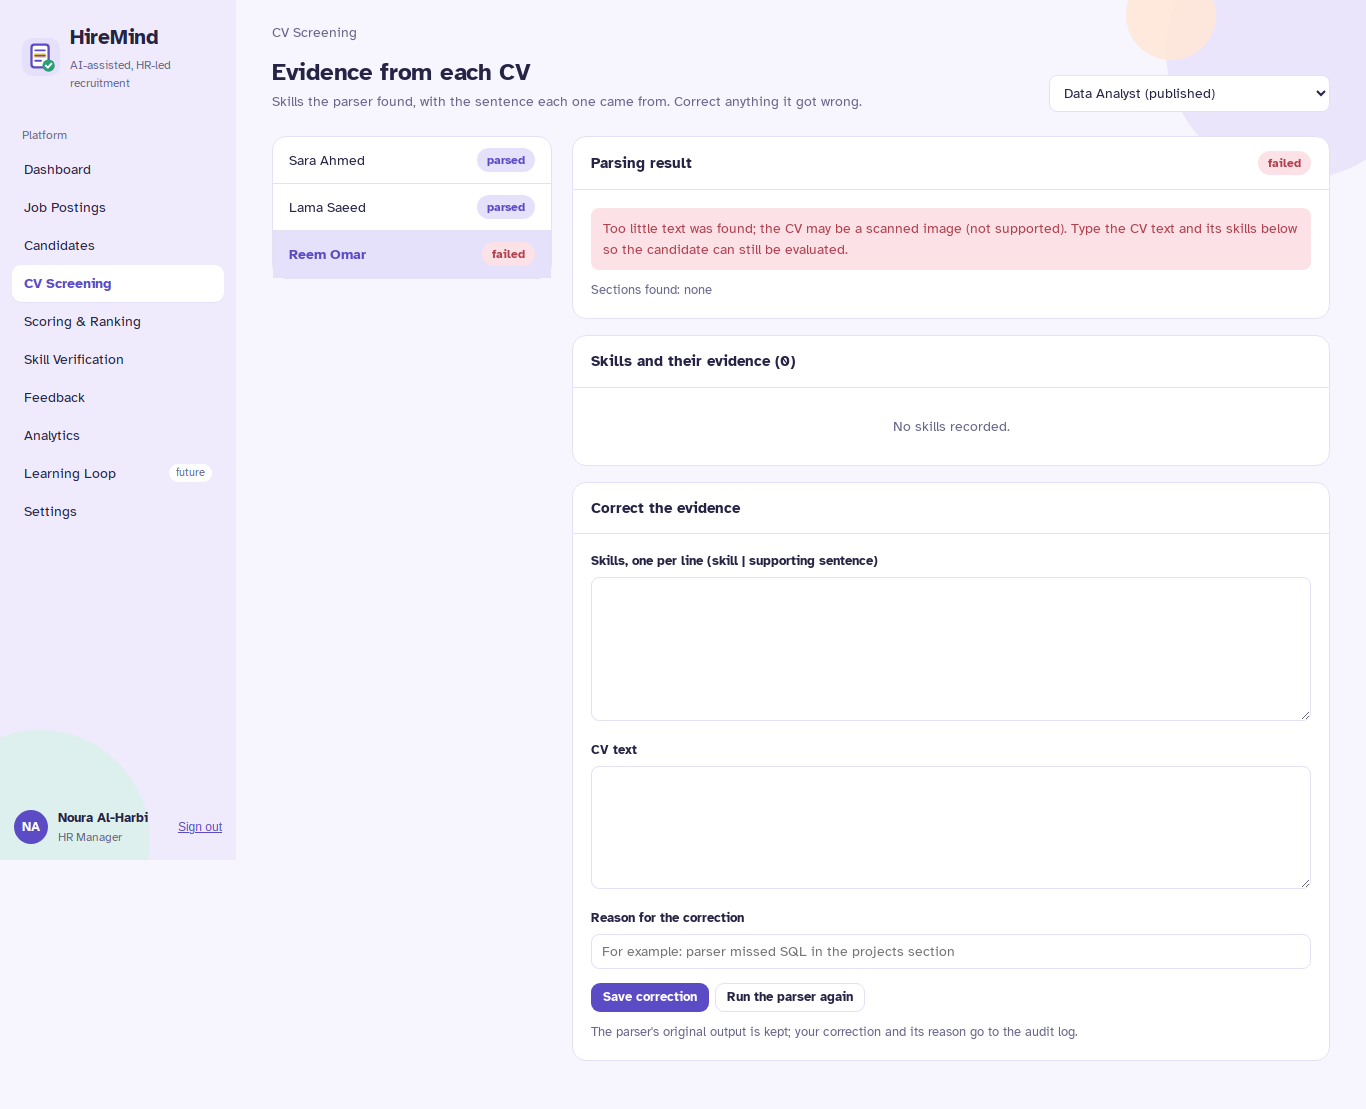 HireMind
AI-assisted, HR-led
recruitment
Platform
Dashboard
Job Postings
Candidates
CV Screening
Scoring & Ranking
Skill Verification
Feedback
Analytics
Learning Loop future
Settings
NA
Noura Al-Harbi
HR Manager
Sign out
CV Screening
Evidence from each CV
Skills the parser found, with the sentence each one came from. Correct anything it got wrong.
Data Analyst (published)
Sara Ahmed parsed
Lama Saeed parsed
Reem Omar failed
Parsing result failed
Too little text was found; the CV may be a scanned image (not supported). Type the CV text and its skills below
so the candidate can still be evaluated.
Sections found: none
Skills and their evidence (0)
No skills recorded.
Correct the evidence
Skills, one per line (skill | supporting sentence)
CV text
Reason for the correction
For example: parser missed SQL in the projects section
Save correction Run the parser again
The parser's original output is kept; your correction and its reason go to the audit log.